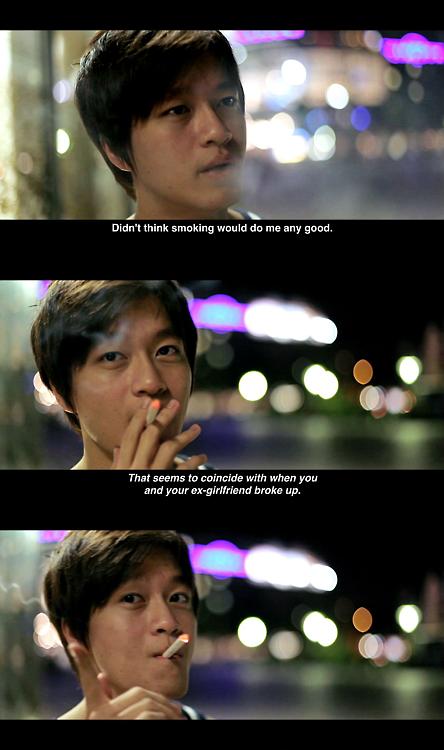 Didn't think smoking would do me any good.
That seems to coincide with when you
and your ex-girlfriend broke up.